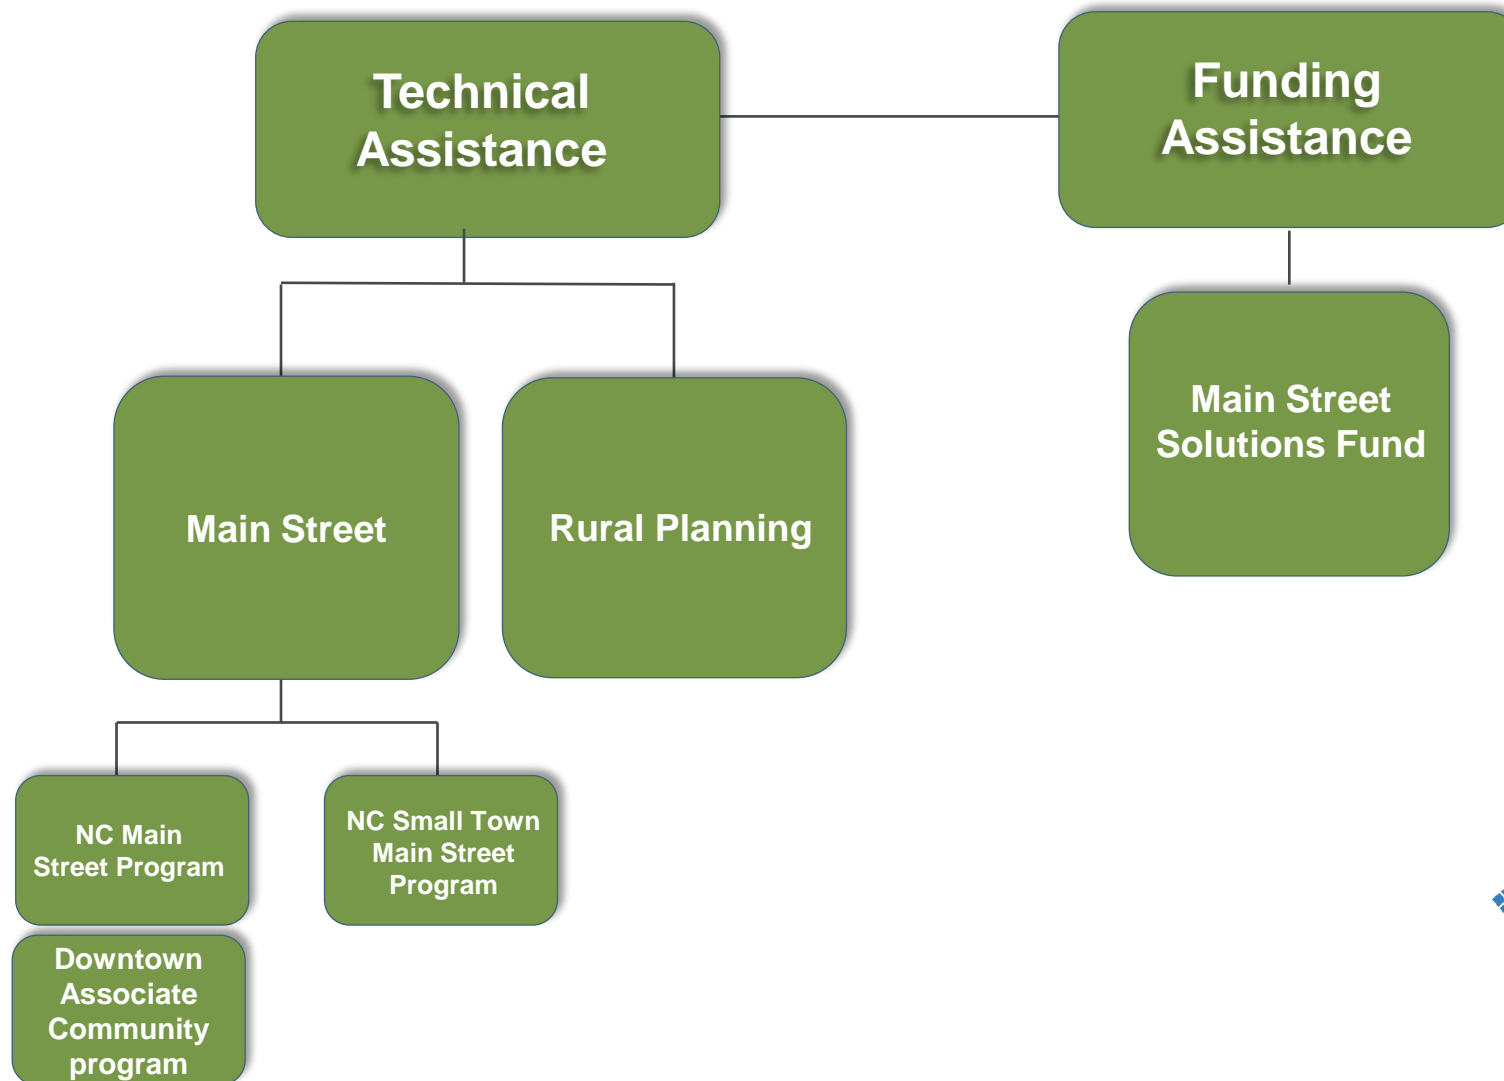 Technical
Assistance
Funding
Assistance
Main Street
Rural Planning
Main Street
Solutions Fund
NC Main
Street Program
NC Small Town
Main Street
Program
Downtown
Associate
Community
program